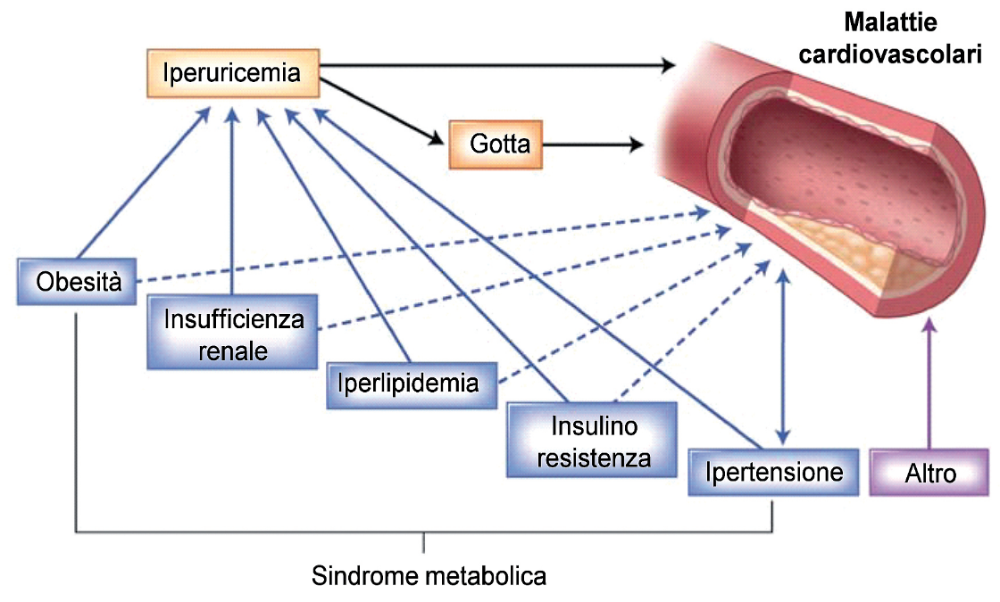 Malattie
cardiovascolari
Iperuricemia
Gotta
Obesità
Insufficienza
renale
Iperlipidemia
Insulino
resistenza
Ipertensione
Altro
Sindrome metabolica